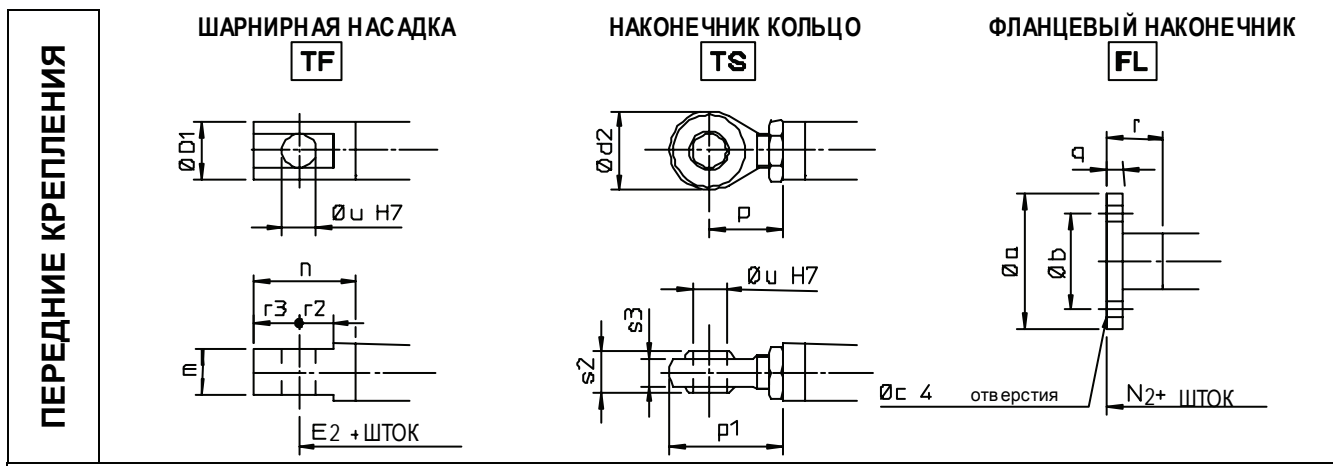 ПЕРЕДНИЕ КРЕПЛЕНИЯ
ШАРНИРНАЯ НАСАДКА
TF
ØD1
Øu H7
n
r3 r2
m
E2 +ШТОК
НАКОНЕЧНИК КОЛЬЦО
TS
Ød2
p
Øu H7
s3
s2
p1
ФЛАНЦЕВЫЙ НАКОНЕЧНИК
FL
r
q
Øa
Øb
Øc 4 отверстия
N2+ ШТОК